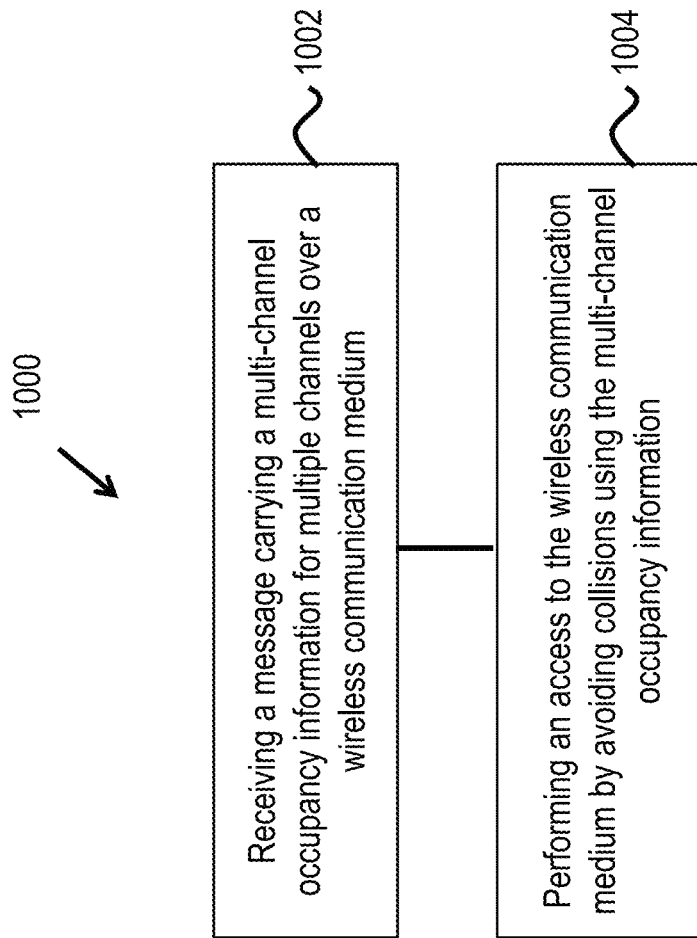 1000
Receiving a message carrying a multi-channel
occupancy information for multiple channels over a
wireless communication medium
1002
Performing an access to the wireless communication
medium by avoiding collisions using the multi-channel
occupancy information
1004